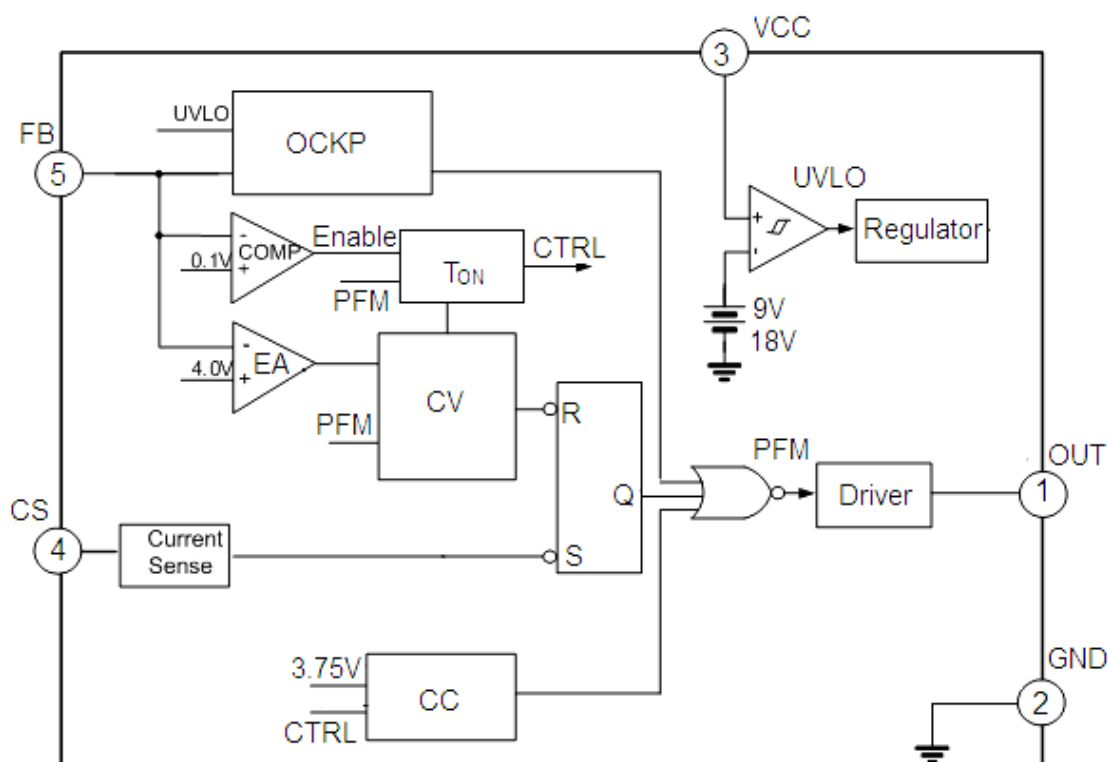 VCC
3
UVLO
FB
5
OCKP
UVLO
Regulator
+
-
9V
18V
-
COMP
0.1V
+
Enable
TON
CTRL
PFM
-
EA
4.0V
+
CV
PFM
R
Q
S
PFM
Driver
OUT
1
CS
4
Current
Sense
3.75V
CC
CTRL
GND
2